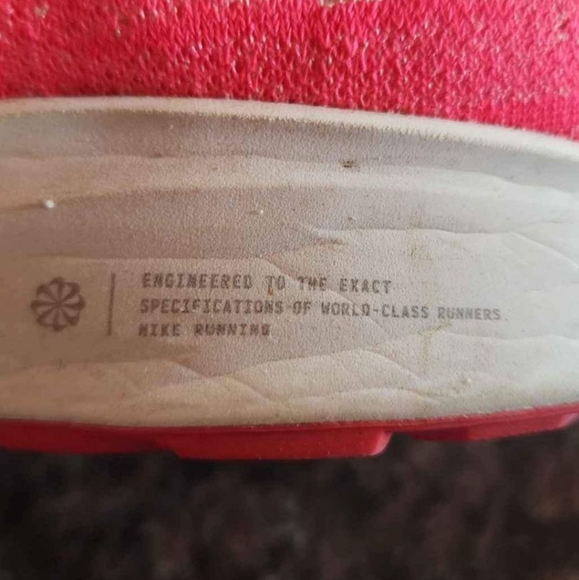 ENGINEERED TO THE EXACT
SPECIFICATIONS OF WORLD-CLASS RUNNERS.
NIKE RUNNING